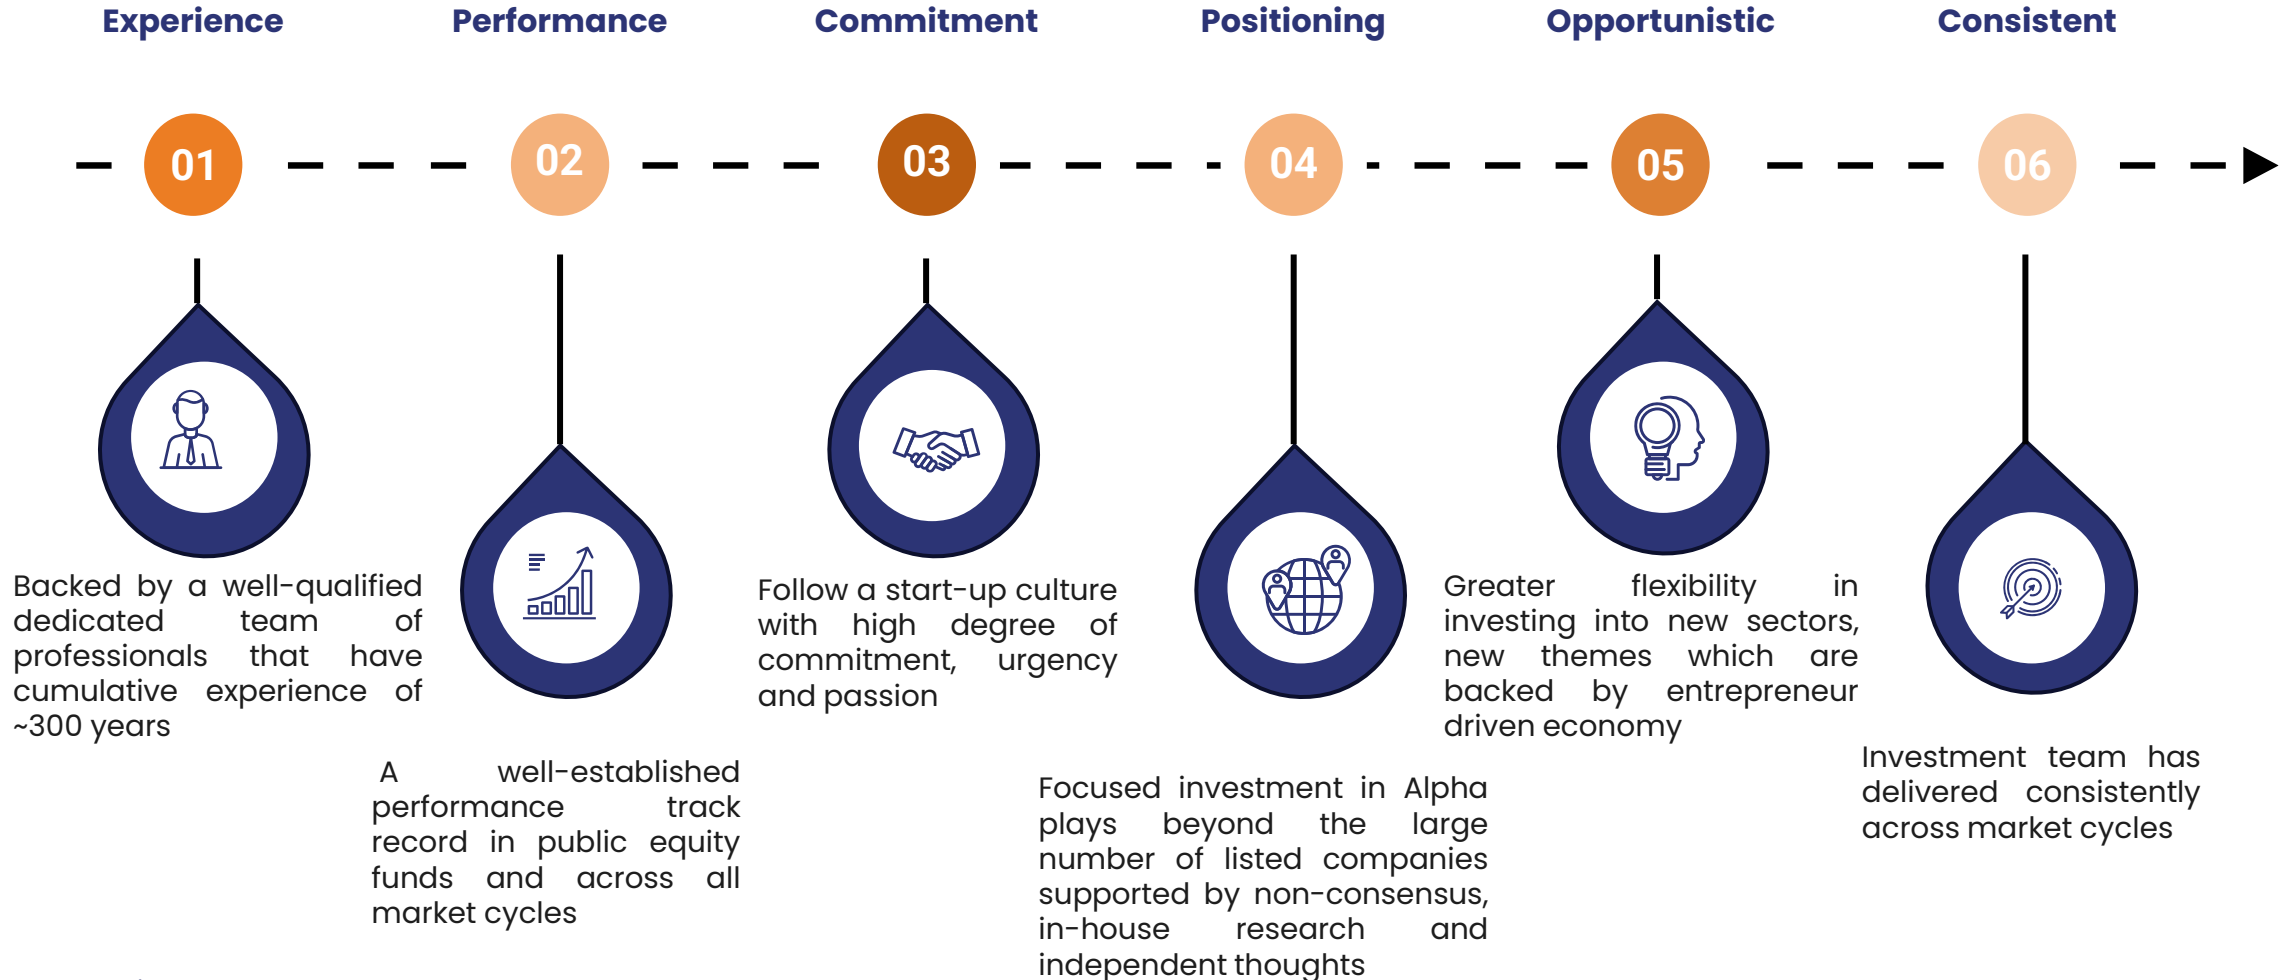 Experience
Performance
Commitment
Positioning
Opportunistic
Consistent
01
02
03
04
05
06
Backed by a well-qualified
dedicated team of
professionals that have
cumulative experience of
~300 years
A well-established
performance track
record in public equity
funds and across all
market cycles
Follow a start-up culture
with high degree of
commitment, urgency
and passion
Focused investment in Alpha
plays beyond the large
number of listed companies
supported by non-consensus,
in-house research and
independent thoughts
Greater flexibility in
investing into new sectors,
new themes which are
backed by entrepreneur
driven economy
Investment team has
delivered consistently
across market cycles